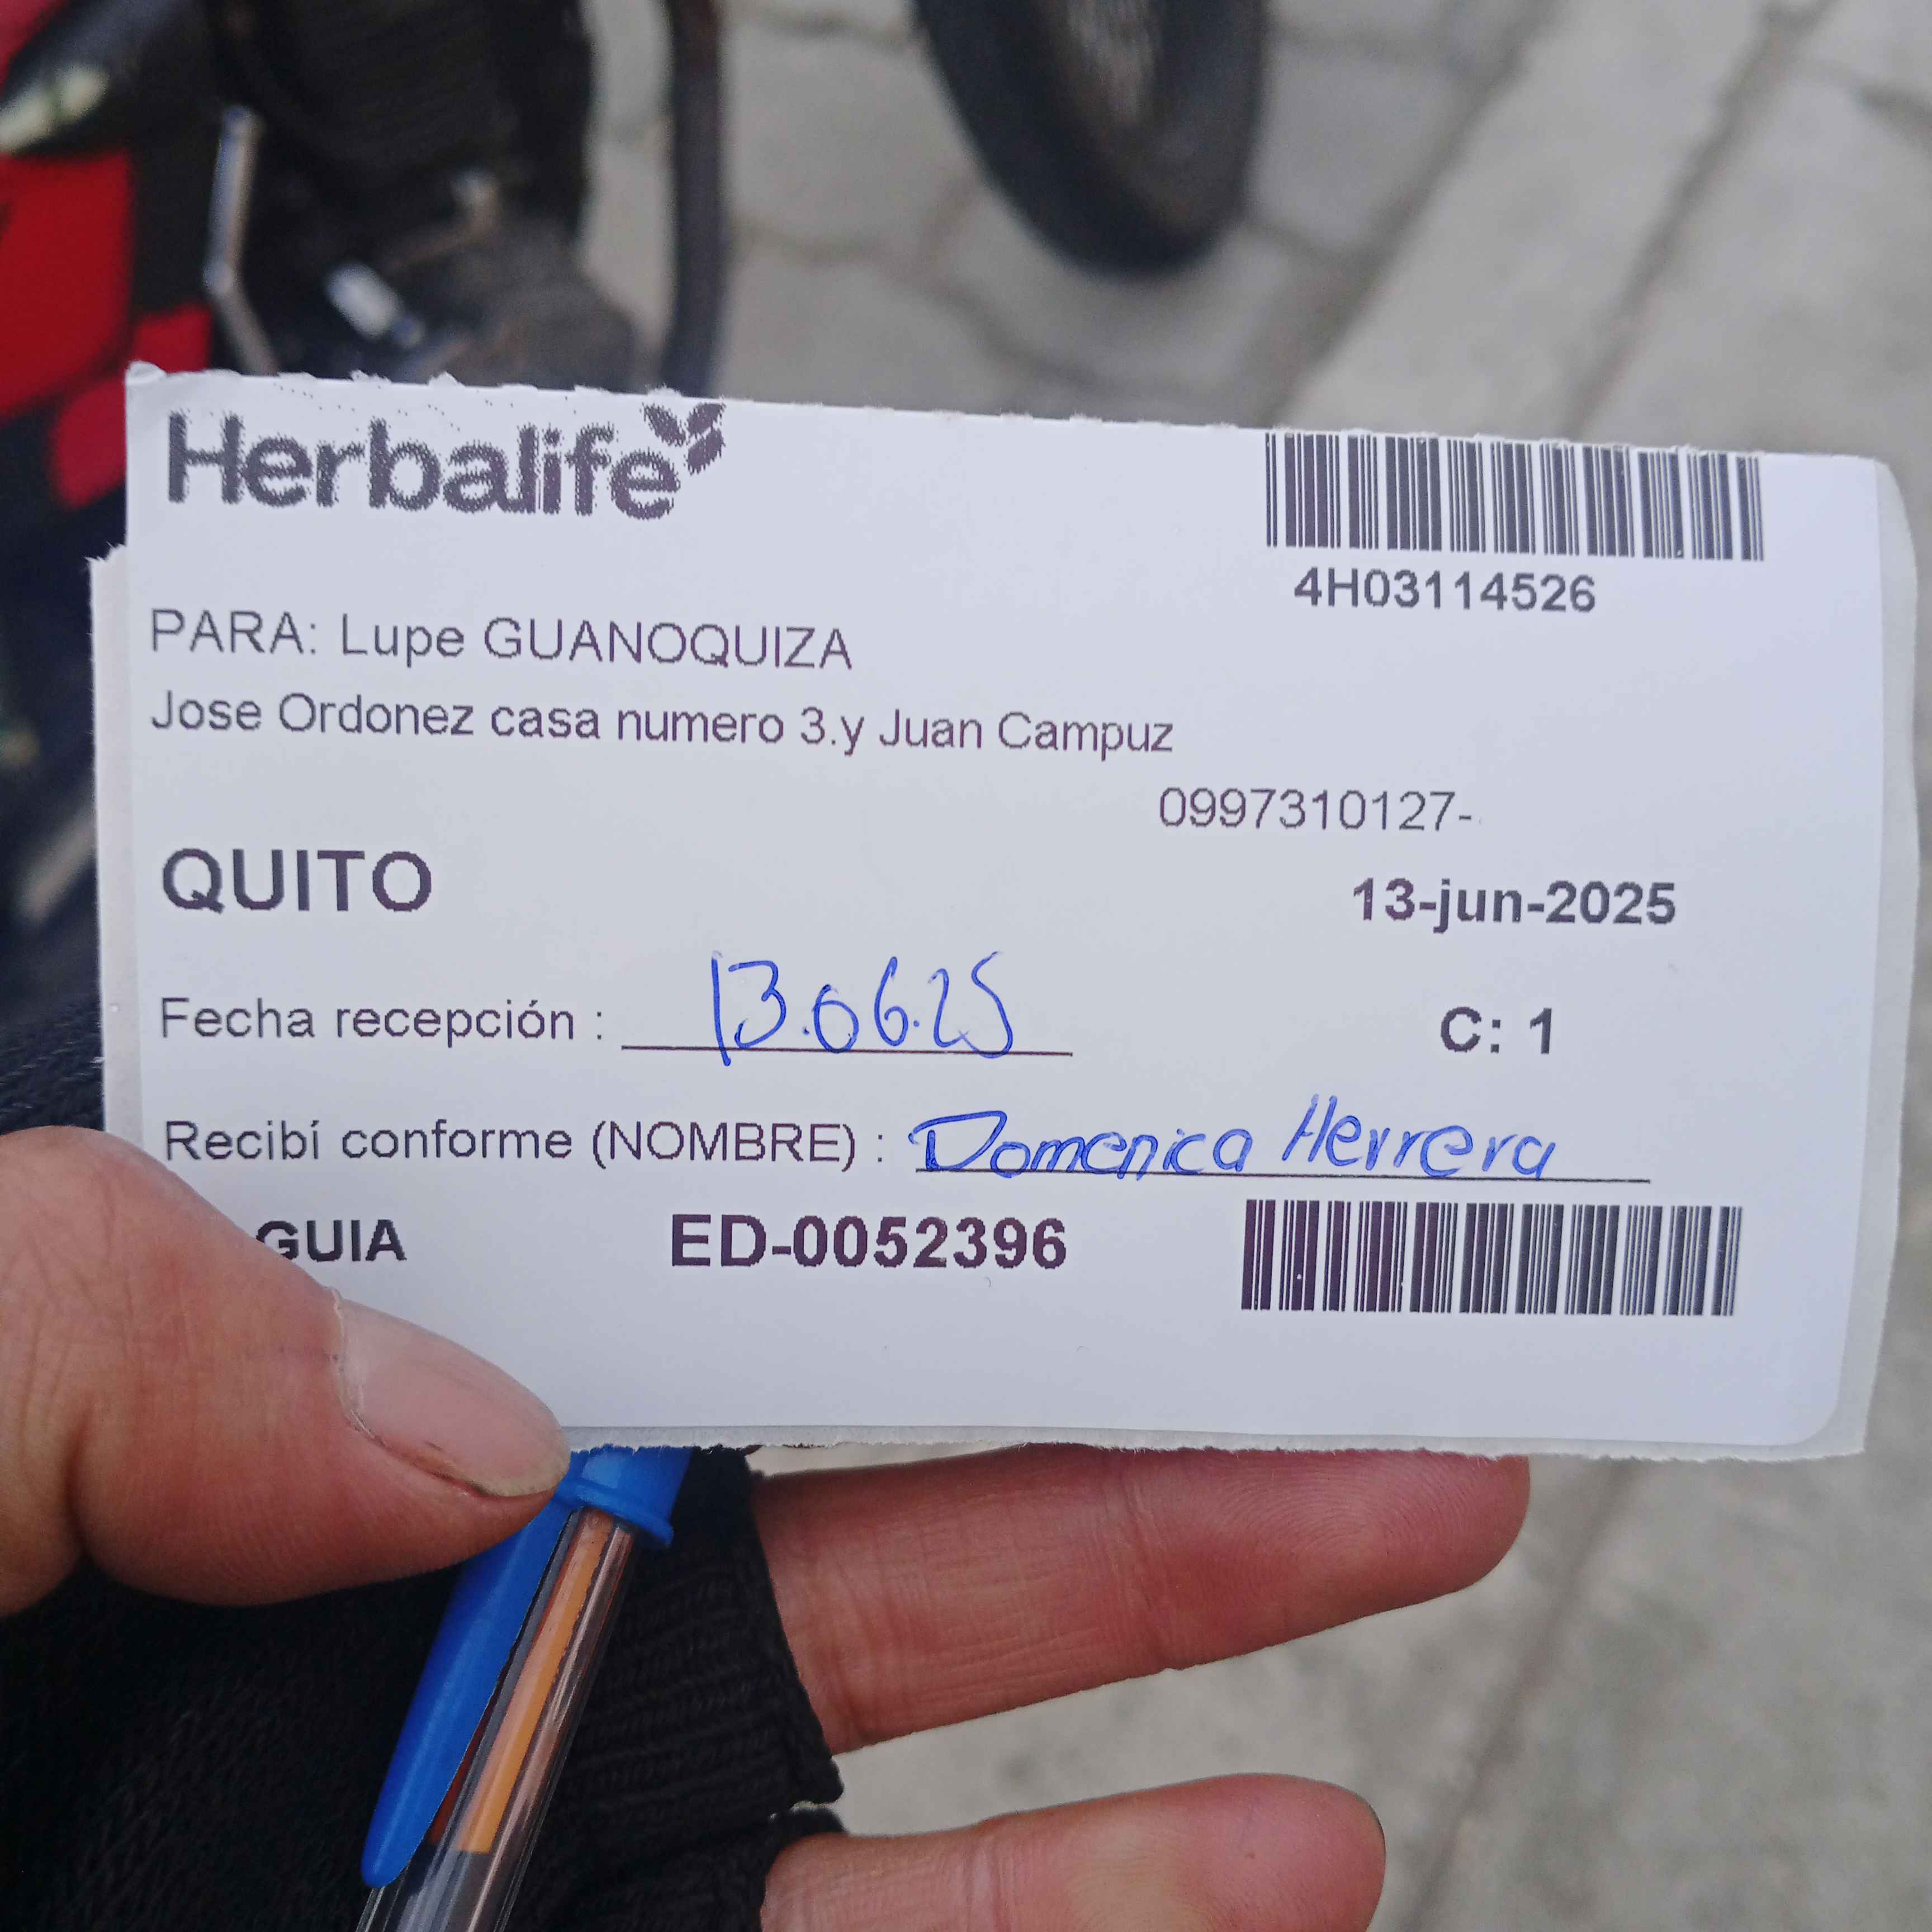 Herbalife
4H03114526
PARA: Lupe GUANOQUIZA
Jose Ordonez casa numero 3.y Juan Campuz
0997310127-
QUITO
13-jun-2025
Fecha recepción : 13.06.25
C: 1
Recibí conforme (NOMBRE) : Domenica Herrera
GUIA ED-0052396